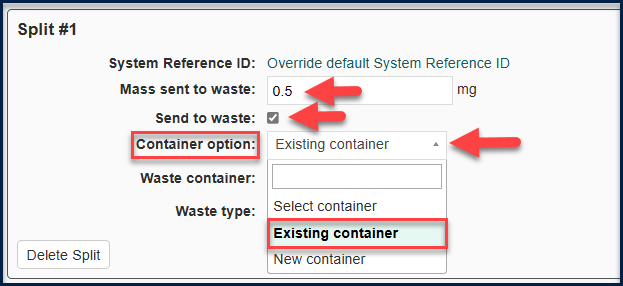 Split #1
System Reference ID: Override default System Reference ID
Mass sent to waste: 0.5 mg
Send to waste:
Container option: Existing container
Waste container:
Select container
Waste type:
Existing container
New container
Delete Split